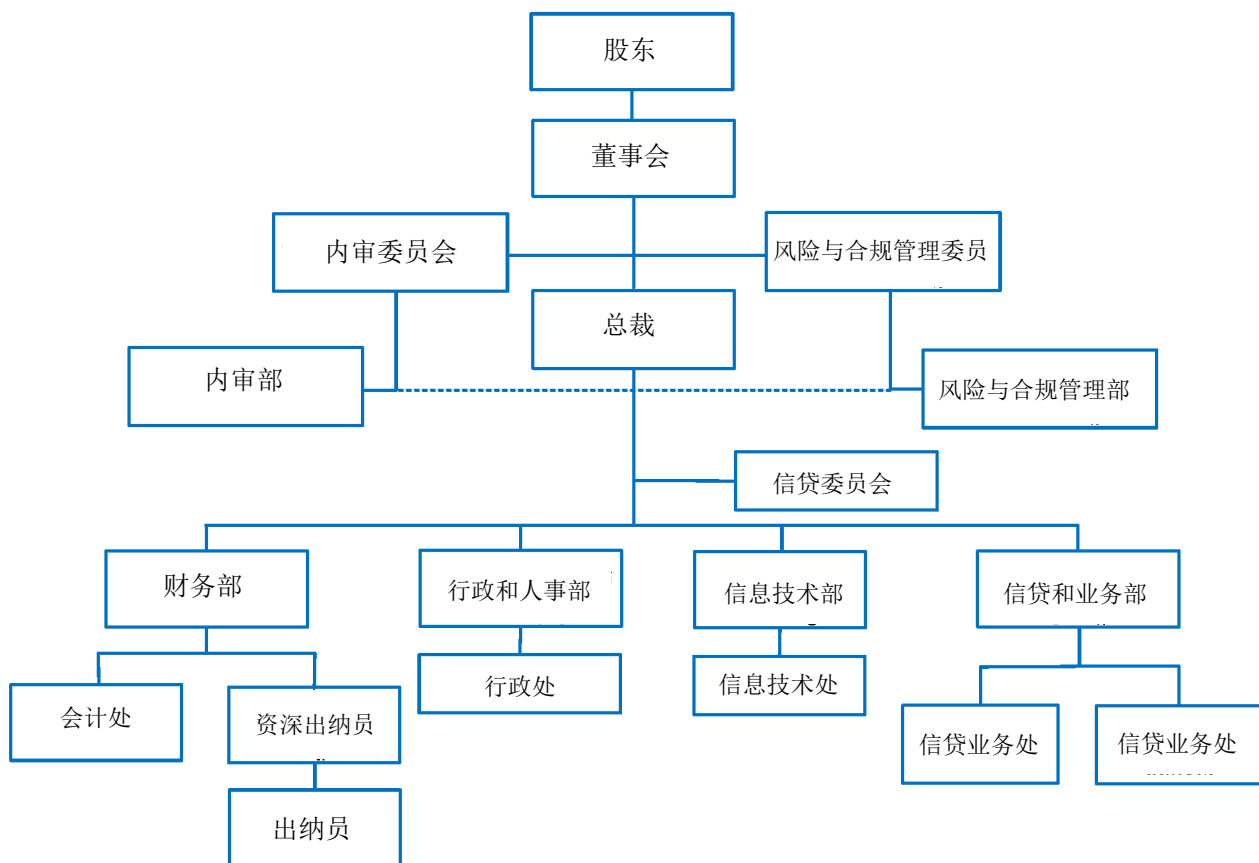 股东
董事会
内审委员会
风险与合规管理委员
总裁
内审部
风险与合规管理部
信贷委员会
财务部
行政和人事部
信息技术部
信贷和业务部
会计处
资深出纳员
行政处
信息技术处
信贷业务处
信贷业务处
出纳员